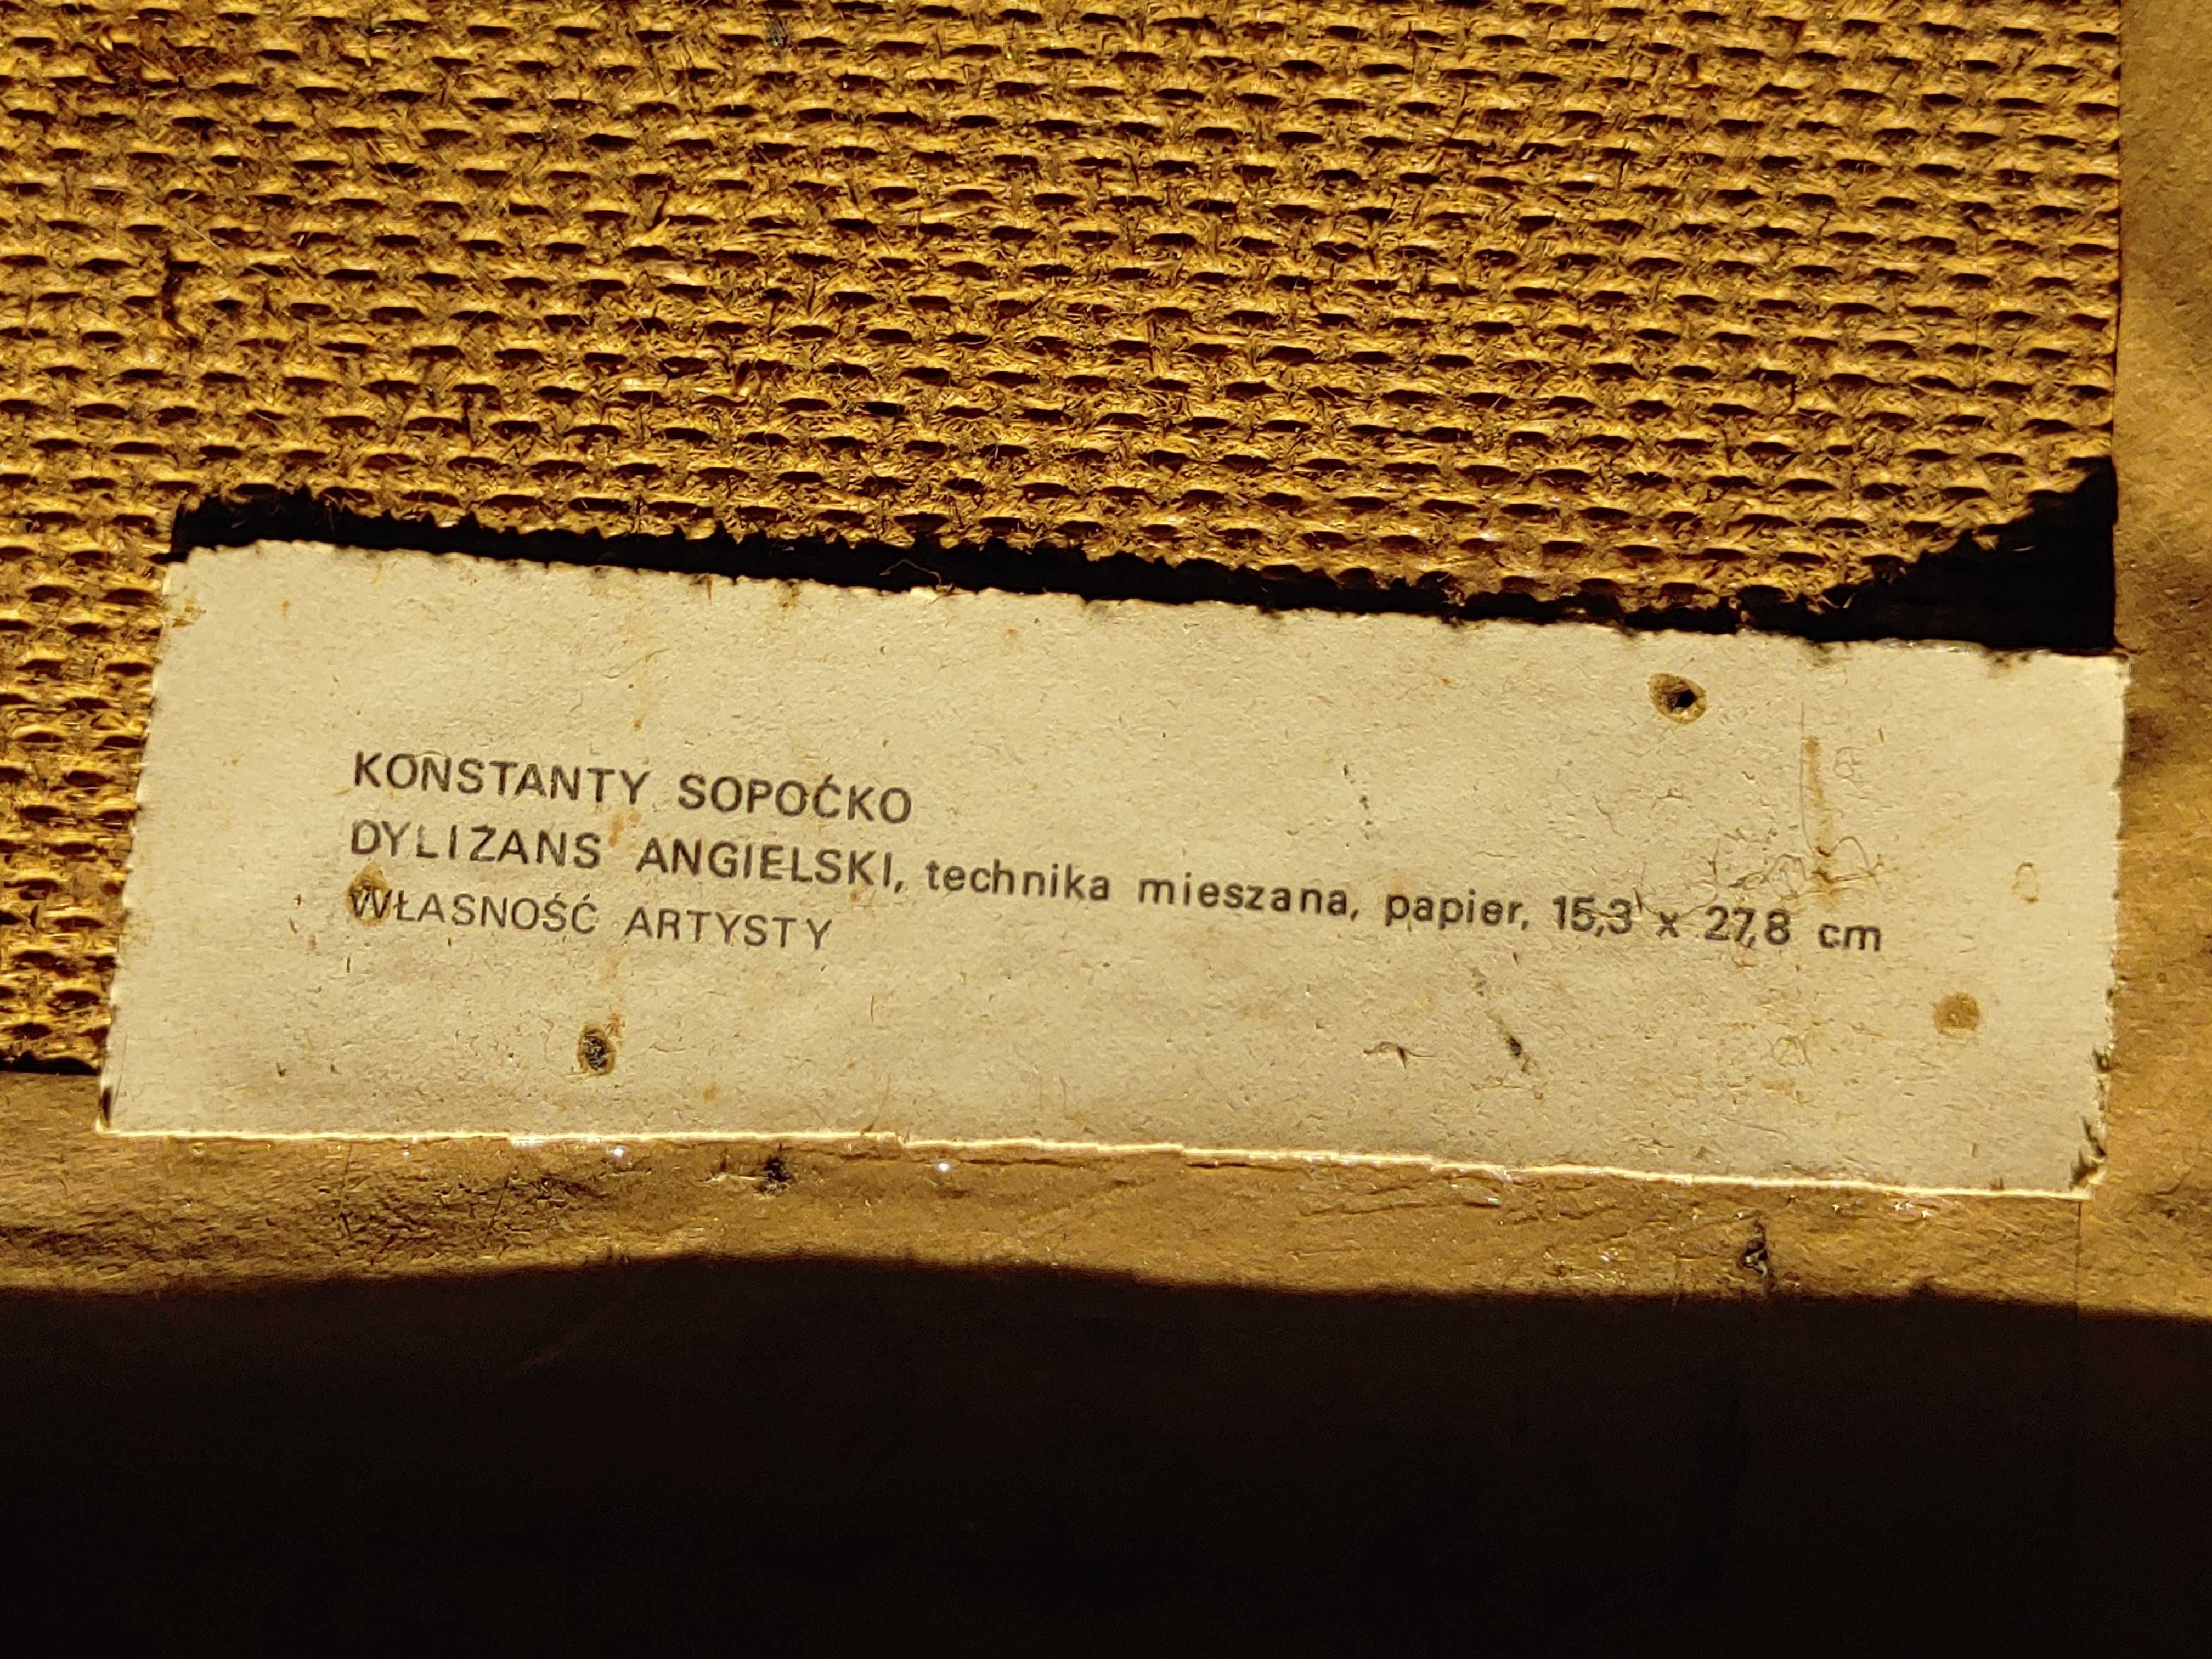 KONSTANTY SOPOĆKO
DYLIŻANS ANGIELSKI, technika mieszana, papier, 15,3 x 27,8 cm
WŁASNOŚĆ ARTYSTY